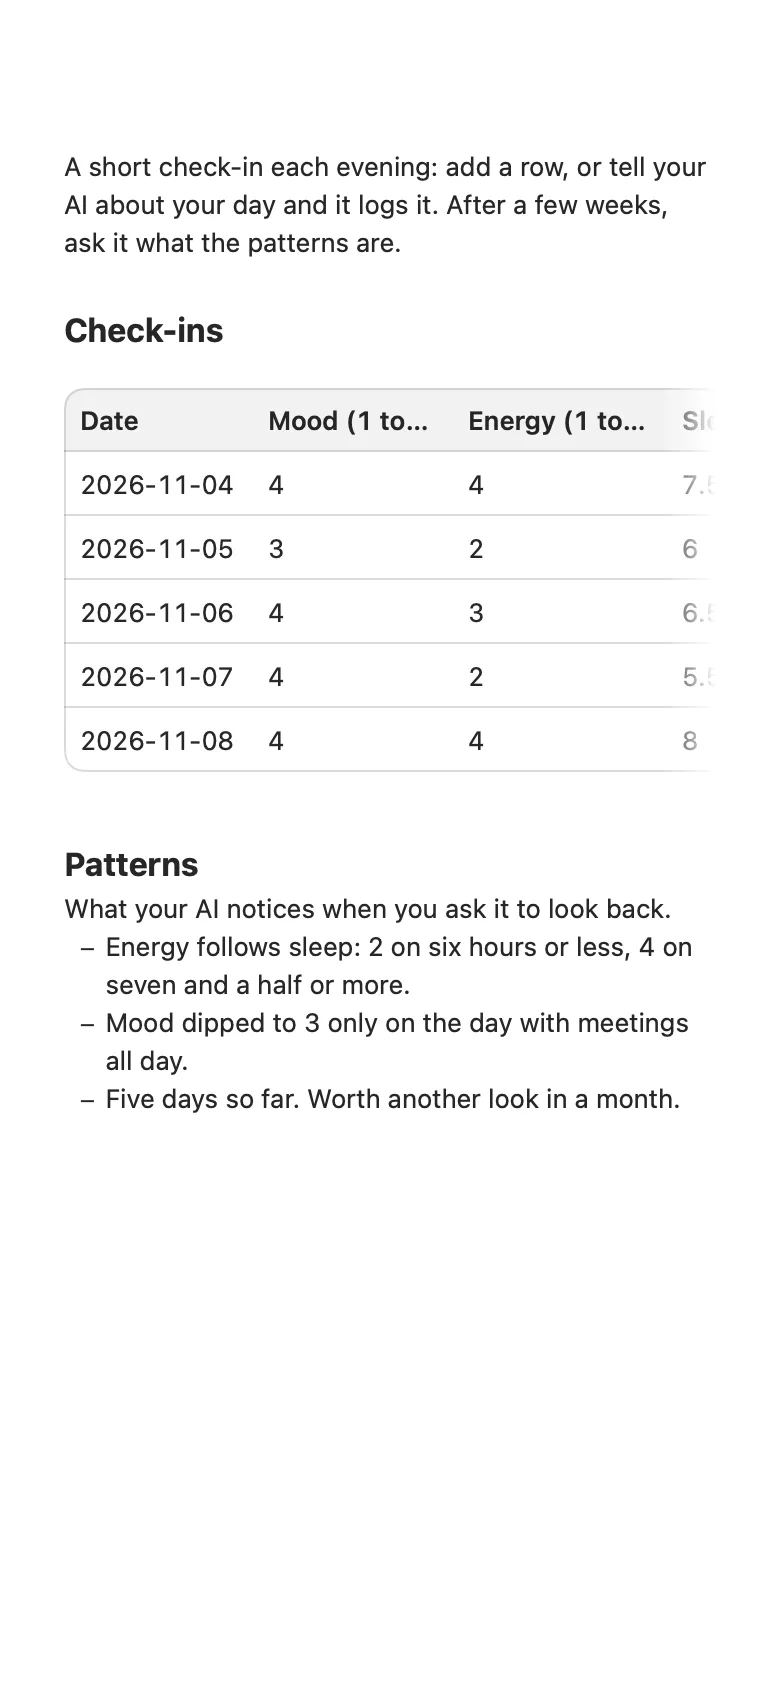 A short check-in each evening: add a row, or tell your
AI about your day and it logs it. After a few weeks,
ask it what the patterns are.
Check-ins
Date Mood (1 to... Energy (1 to...
2026-11-04 4 4
2026-11-05 3 2 6
2026-11-06 4 3
2026-11-07 4 2
2026-11-08 4 4 8
Patterns
What your AI notices when you ask it to look back.
– Energy follows sleep: 2 on six hours or less, 4 on
seven and a half or more.
– Mood dipped to 3 only on the day with meetings
all day.
– Five days so far. Worth another look in a month.